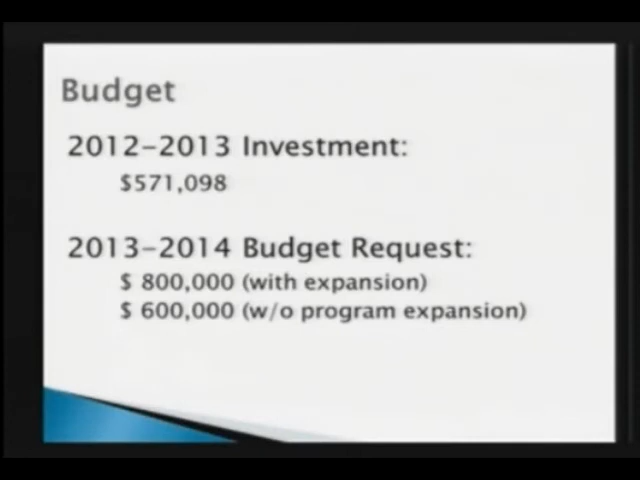 Budget
2012-2013 Investment:
$571,098
2013-2014 Budget Request:
$ 800,000 (with expansion)
$ 600,000 (w/o program expansion)